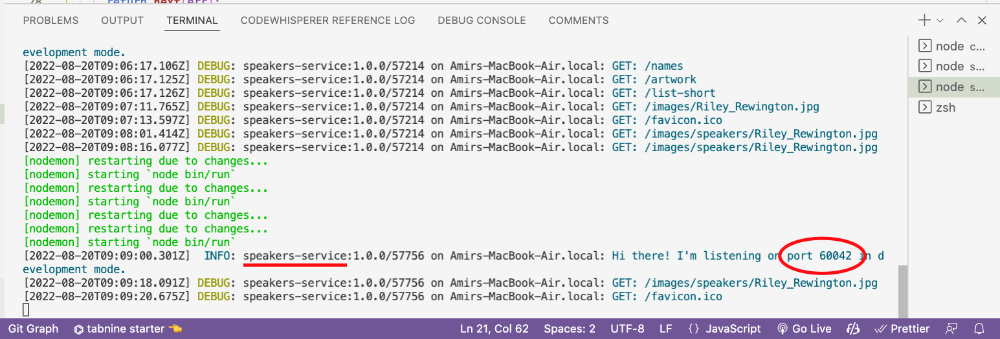 28 return next(err);
PROBLEMS OUTPUT TERMINAL CODEWHISPERER REFERENCE LOG DEBUG CONSOLE COMMENTS
evelopment mode.
[2022-08-20T09:06:17.106Z] DEBUG: speakers-service:1.0.0/57214 on Amirs-MacBook-Air.local: GET: /names
[2022-08-20T09:06:17.125Z] DEBUG: speakers-service:1.0.0/57214 on Amirs-MacBook-Air.local: GET: /artwork
[2022-08-20T09:06:17.126Z] DEBUG: speakers-service:1.0.0/57214 on Amirs-MacBook-Air.local: GET: /list-short
[2022-08-20T09:07:11.765Z] DEBUG: speakers-service:1.0.0/57214 on Amirs-MacBook-Air.local: GET: /images/Riley_Rewington.jpg
[2022-08-20T09:07:13.597Z] DEBUG: speakers-service:1.0.0/57214 on Amirs-MacBook-Air.local: GET: /favicon.ico
[2022-08-20T09:08:01.414Z] DEBUG: speakers-service:1.0.0/57214 on Amirs-MacBook-Air.local: GET: /images/speakers/Riley_Rewington.jpg
[2022-08-20T09:08:16.077Z] DEBUG: speakers-service:1.0.0/57214 on Amirs-MacBook-Air.local: GET: /images/speakers/Riley_Rewington.jpg
[nodemon] restarting due to changes...
[nodemon] starting `node bin/run`
[nodemon] restarting due to changes...
[nodemon] starting `node bin/run`
[nodemon] restarting due to changes...
[nodemon] restarting due to changes...
[nodemon] starting `node bin/run`
[2022-08-20T09:09:00.301Z]  INFO: speakers-service:1.0.0/57756 on Amirs-MacBook-Air.local: Hi there! I'm listening on port 60042 in d
evelopment mode.
[2022-08-20T09:09:18.091Z] DEBUG: speakers-service:1.0.0/57756 on Amirs-MacBook-Air.local: GET: /images/speakers/Riley_Rewington.jpg
[2022-08-20T09:09:20.675Z] DEBUG: speakers-service:1.0.0/57756 on Amirs-MacBook-Air.local: GET: /favicon.ico
node c...
node s...
node s...
zsh
Git Graph tabnine starter 👈 Ln 21, Col 62 Spaces: 2 UTF-8 LF {} JavaScript Go Live Prettier